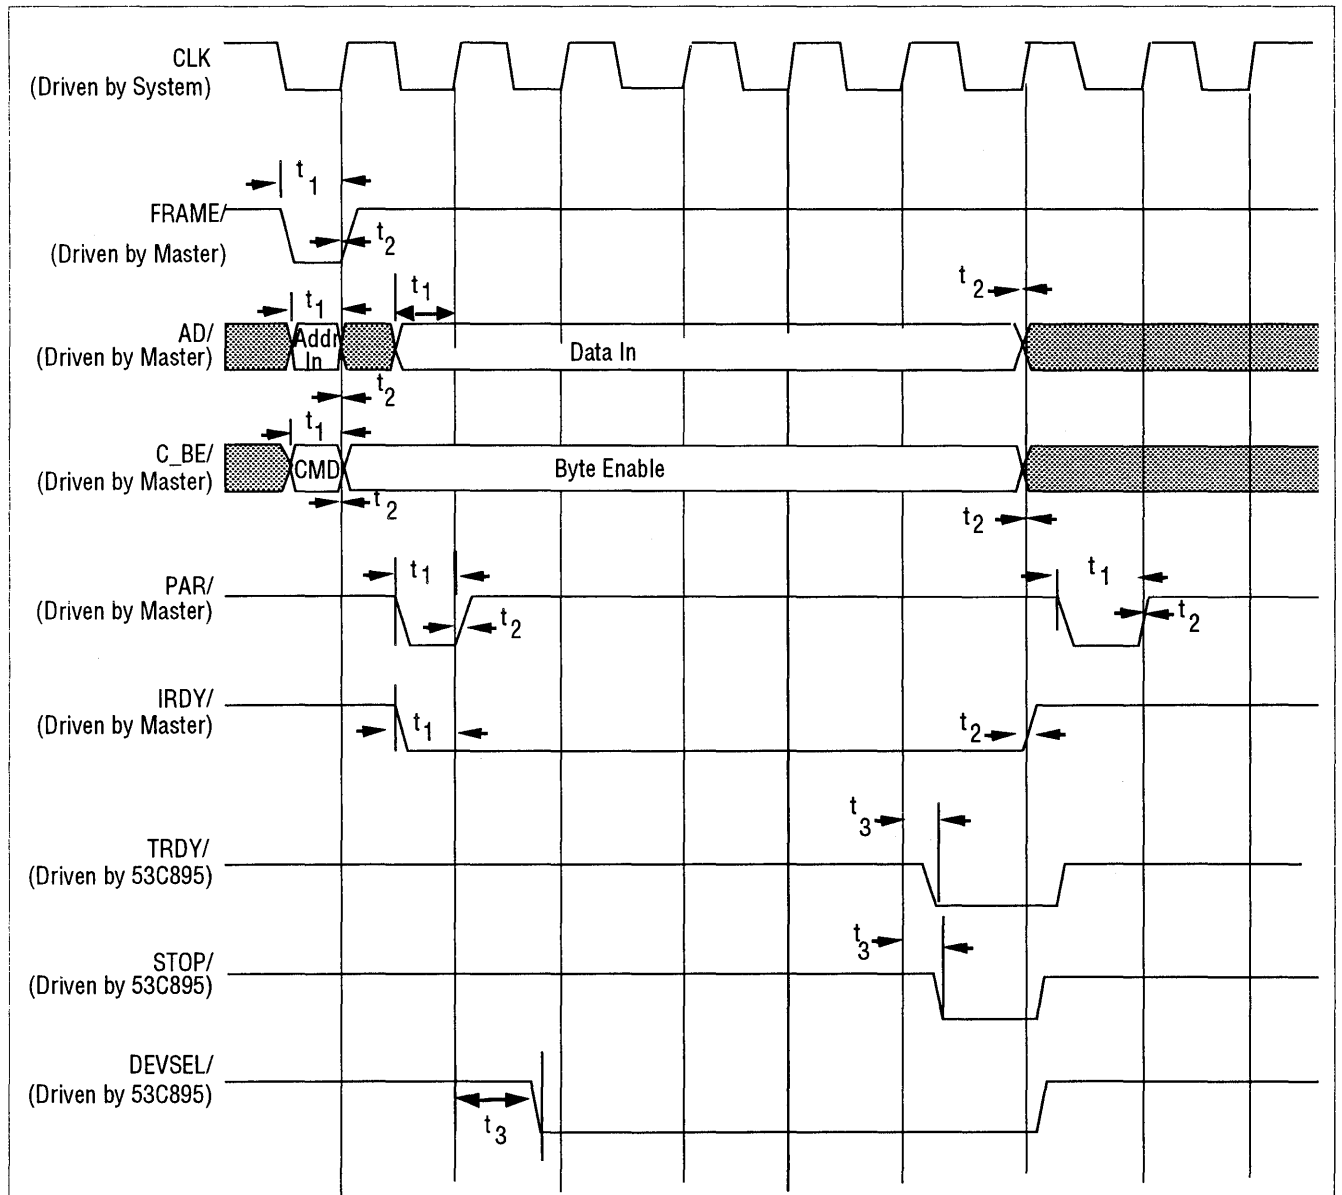 CLK
(Driven by System)
t1
FRAME/
(Driven by Master)
t2
t1
t1
t2
AD/
(Driven by Master)
Addr
In
Data In
t2
t1
C_BE/
(Driven by Master)
CMD
Byte Enable
t2
t2
PAR/
(Driven by Master)
t1
t1
t2
t2
IRDY/
(Driven by Master)
t1
t2
t3
TRDY/
(Driven by 53C895)
t3
STOP/
(Driven by 53C895)
DEVSEL/
(Driven by 53C895)
t3